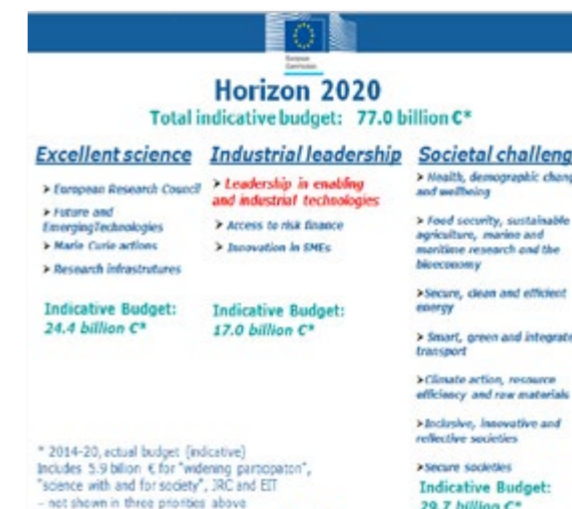 European
Commission
Horizon 2020
Total indicative budget: 77.0 billion €*
Excellent science
➤ European Research Council
➤ Future and
EmergingTechnologies
➤ Marie Curie actions
➤ Research infrastrutures
Indicative Budget:
24.4 billion €*
Industrial leadership
➤ Leadership in enabling
and industrial technologies
➤ Access to risk finance
➤ Innovation in SMEs
Indicative Budget:
17.0 billion €*
Societal challeng
➤ Health, demographic chang
and wellbeing
➤ Food security, sustainable
agriculture, marine and
maritime research and the
bioeconomy
➤Secure, clean and efficient
energy
➤ Smart, green and integrate
transport
➤Climate action, resource
efficiency and raw materials
➤Inclusive, innovative and
reflective societies
➤Secure societies
Indicative Budget:
29.7 billion €*
* 2014-20, actual budget (indicative)
Includes 5.9 billion € for "widening participaton",
"science with and for society", JRC and EIT
- not shown in three priorities above